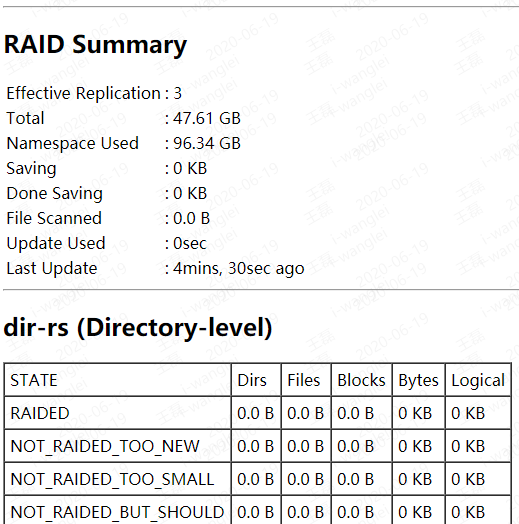 RAID Summary
Effective Replication : 3
Total : 47.61 GB
Namespace Used : 96.34 GB
Saving : 0 KB
Done Saving : 0 KB
File Scanned : 0.0 B
Update Used : 0sec
Last Update : 4mins, 30sec ago
dir-rs (Directory-level)
STATE Dirs Files Blocks Bytes Logical
RAIDED 0.0 B 0.0 B 0.0 B 0 KB 0 KB
NOT_RAIDED_TOO_NEW 0.0 B 0.0 B 0.0 B 0 KB 0 KB
NOT_RAIDED_TOO_SMALL 0.0 B 0.0 B 0.0 B 0 KB 0 KB
NOT_RAIDED_BUT_SHOULD 0.0 B 0.0 B 0.0 B 0 KB 0 KB
王磊
i-wanglei
2020-06-19